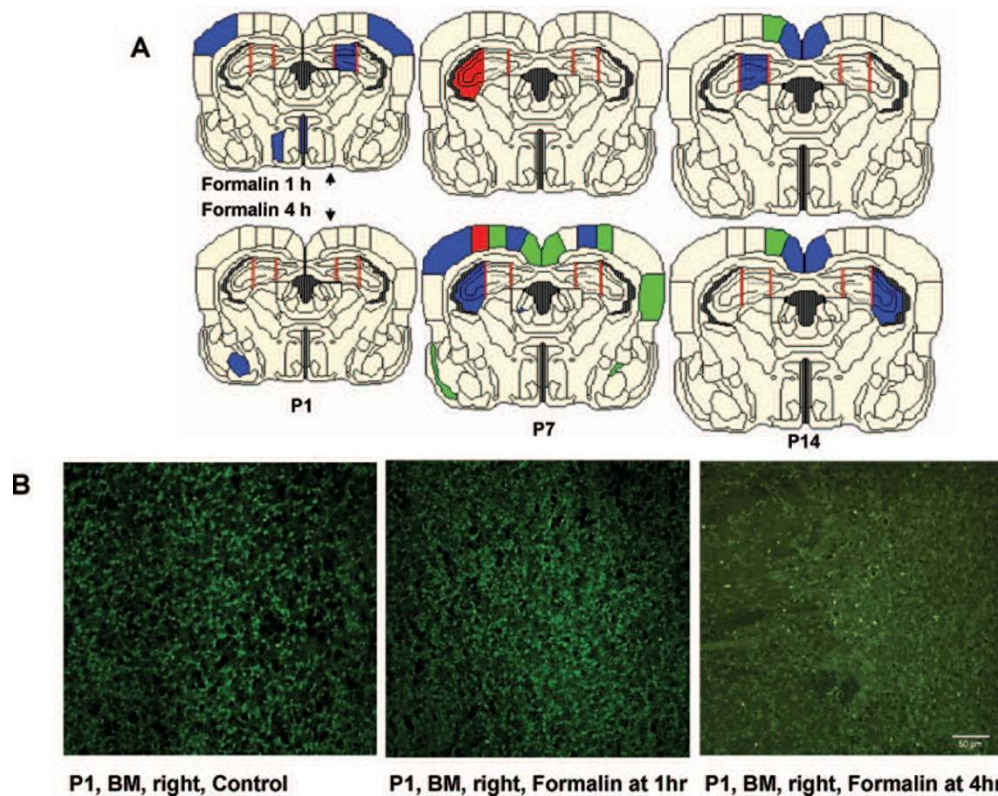 A
Formalin 1 h
Formalin 4 h
P1
P7
P14
B
50 µm
P1, BM, right, Control
P1, BM, right, Formalin at 1hr
P1, BM, right, Formalin at 4hr